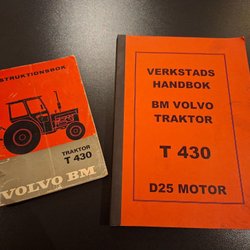 INSTRUKTIONSBOK
TRAKTOR
T 430
VOLVO BM
VERKSTADS
HANDBOK
BM VOLVO
TRAKTOR
T 430
D25 MOTOR